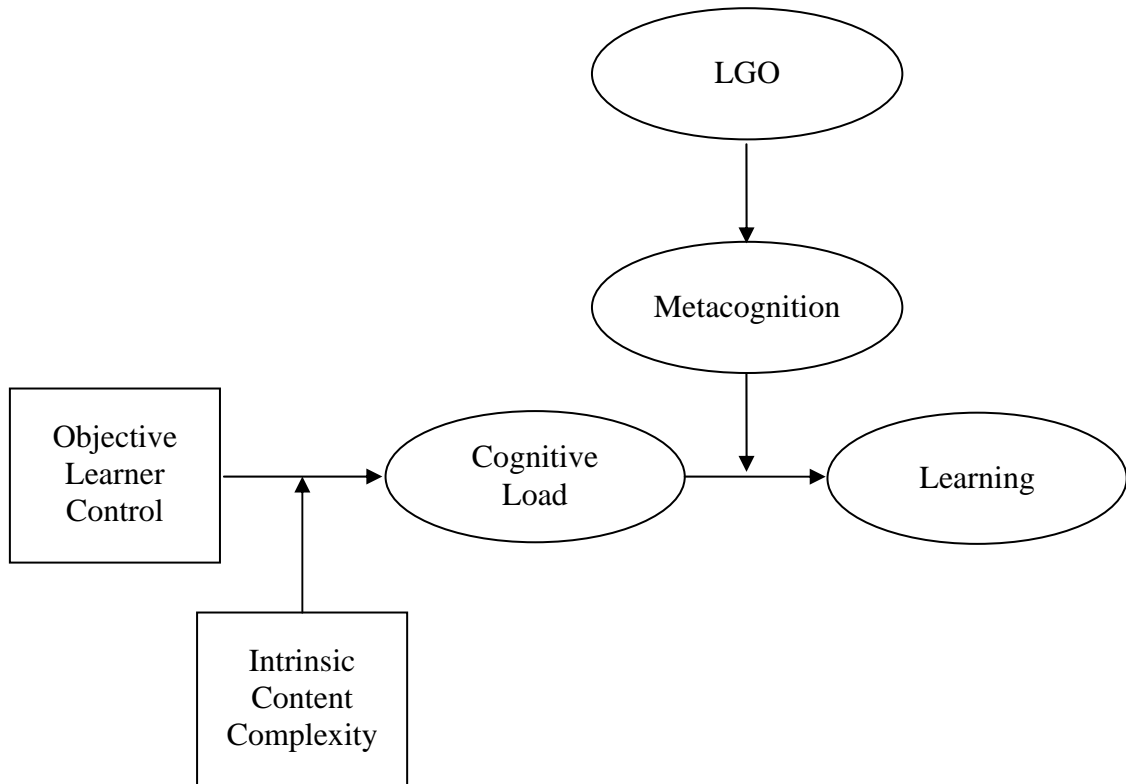 LGO
Metacognition
Objective
Learner
Control
Cognitive
Load
Learning
Intrinsic
Content
Complexity